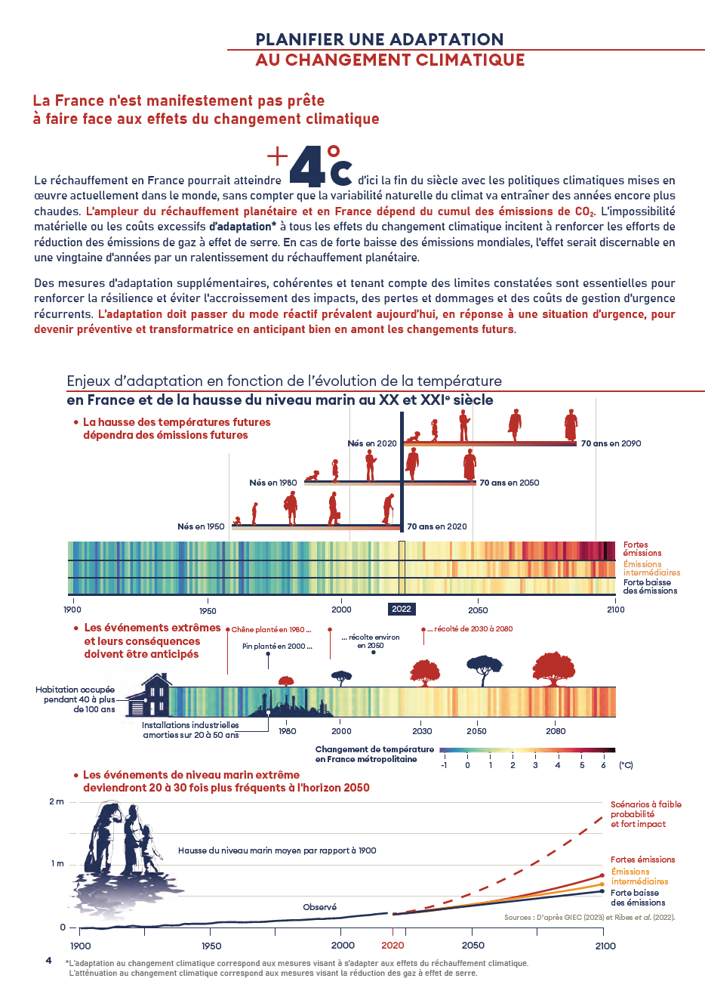 PLANIFIER UNE ADAPTATION
AU CHANGEMENT CLIMATIQUE
La France n'est manifestement pas prête
à faire face aux effets du changement climatique
Le réchauffement en France pourrait atteindre +4°c d'ici la fin du siècle avec les politiques climatiques mises en
œuvre actuellement dans le monde, sans compter que la variabilité naturelle du climat va entraîner des années encore plus
chaudes. L'ampleur du réchauffement planétaire et en France dépend du cumul des émissions de CO₂. L'impossibilité
matérielle ou les coûts excessifs d'adaptation* à tous les effets du changement climatique incitent à renforcer les efforts de
réduction des émissions de gaz à effet de serre. En cas de forte baisse des émissions mondiales, l'effet serait discernable en
une vingtaine d'années par un ralentissement du réchauffement planétaire.
Des mesures d'adaptation supplémentaires, cohérentes et tenant compte des limites constatées sont essentielles pour
renforcer la résilience et éviter l'accroissement des impacts, des pertes et dommages et des coûts de gestion d'urgence
récurrents. L'adaptation doit passer du mode réactif prévalent aujourd'hui, en réponse à une situation d'urgence, pour
devenir préventive et transformatrice en anticipant bien en amont les changements futurs.
Enjeux d'adaptation en fonction de l'évolution de la température
en France et de la hausse du niveau marin au XX et XXIᵉ siècle
• La hausse des températures futures
dépendra des émissions futures
Nés en 2020
70 ans en 2090
Nés en 1980
70 ans en 2050
Nés en 1950
70 ans en 2020
Fortes
émissions
Émissions
intermédiaires
Forte baisse
des émissions
1900 1950 2000 2022 2050 2100
• Les événements extrêmes
et leurs conséquences
doivent être anticipés
Chêne planté en 1980 ...
... récolté de 2030 à 2080
Pin planté en 2000 ...
... récolte environ
en 2050
Habitation occupée
pendant 40 à plus
de 100 ans
Installations industrielles
amorties sur 20 à 50 ans
1980 2000 2030 2050 2080
Changement de température
en France métropolitaine
-1 0 1 2 3 4 5 6 (°C)
• Les événements de niveau marin extrême
deviendront 20 à 30 fois plus fréquents à l'horizon 2050
2 m
Scénarios à faible
probabilité
et fort impact
Hausse du niveau marin moyen par rapport à 1900
1 m
Fortes émissions
Émissions
intermédiaires
Forte baisse
des émissions
Observé
Sources : D'après GIEC (2023) et Ribes et al. (2022).
0
1900 1950 2000 2020 2050 2100
4
*L'adaptation au changement climatique correspond aux mesures visant à s'adapter aux effets du réchauffement climatique.
L'atténuation au changement climatique correspond aux mesures visant la réduction des gaz à effet de serre.